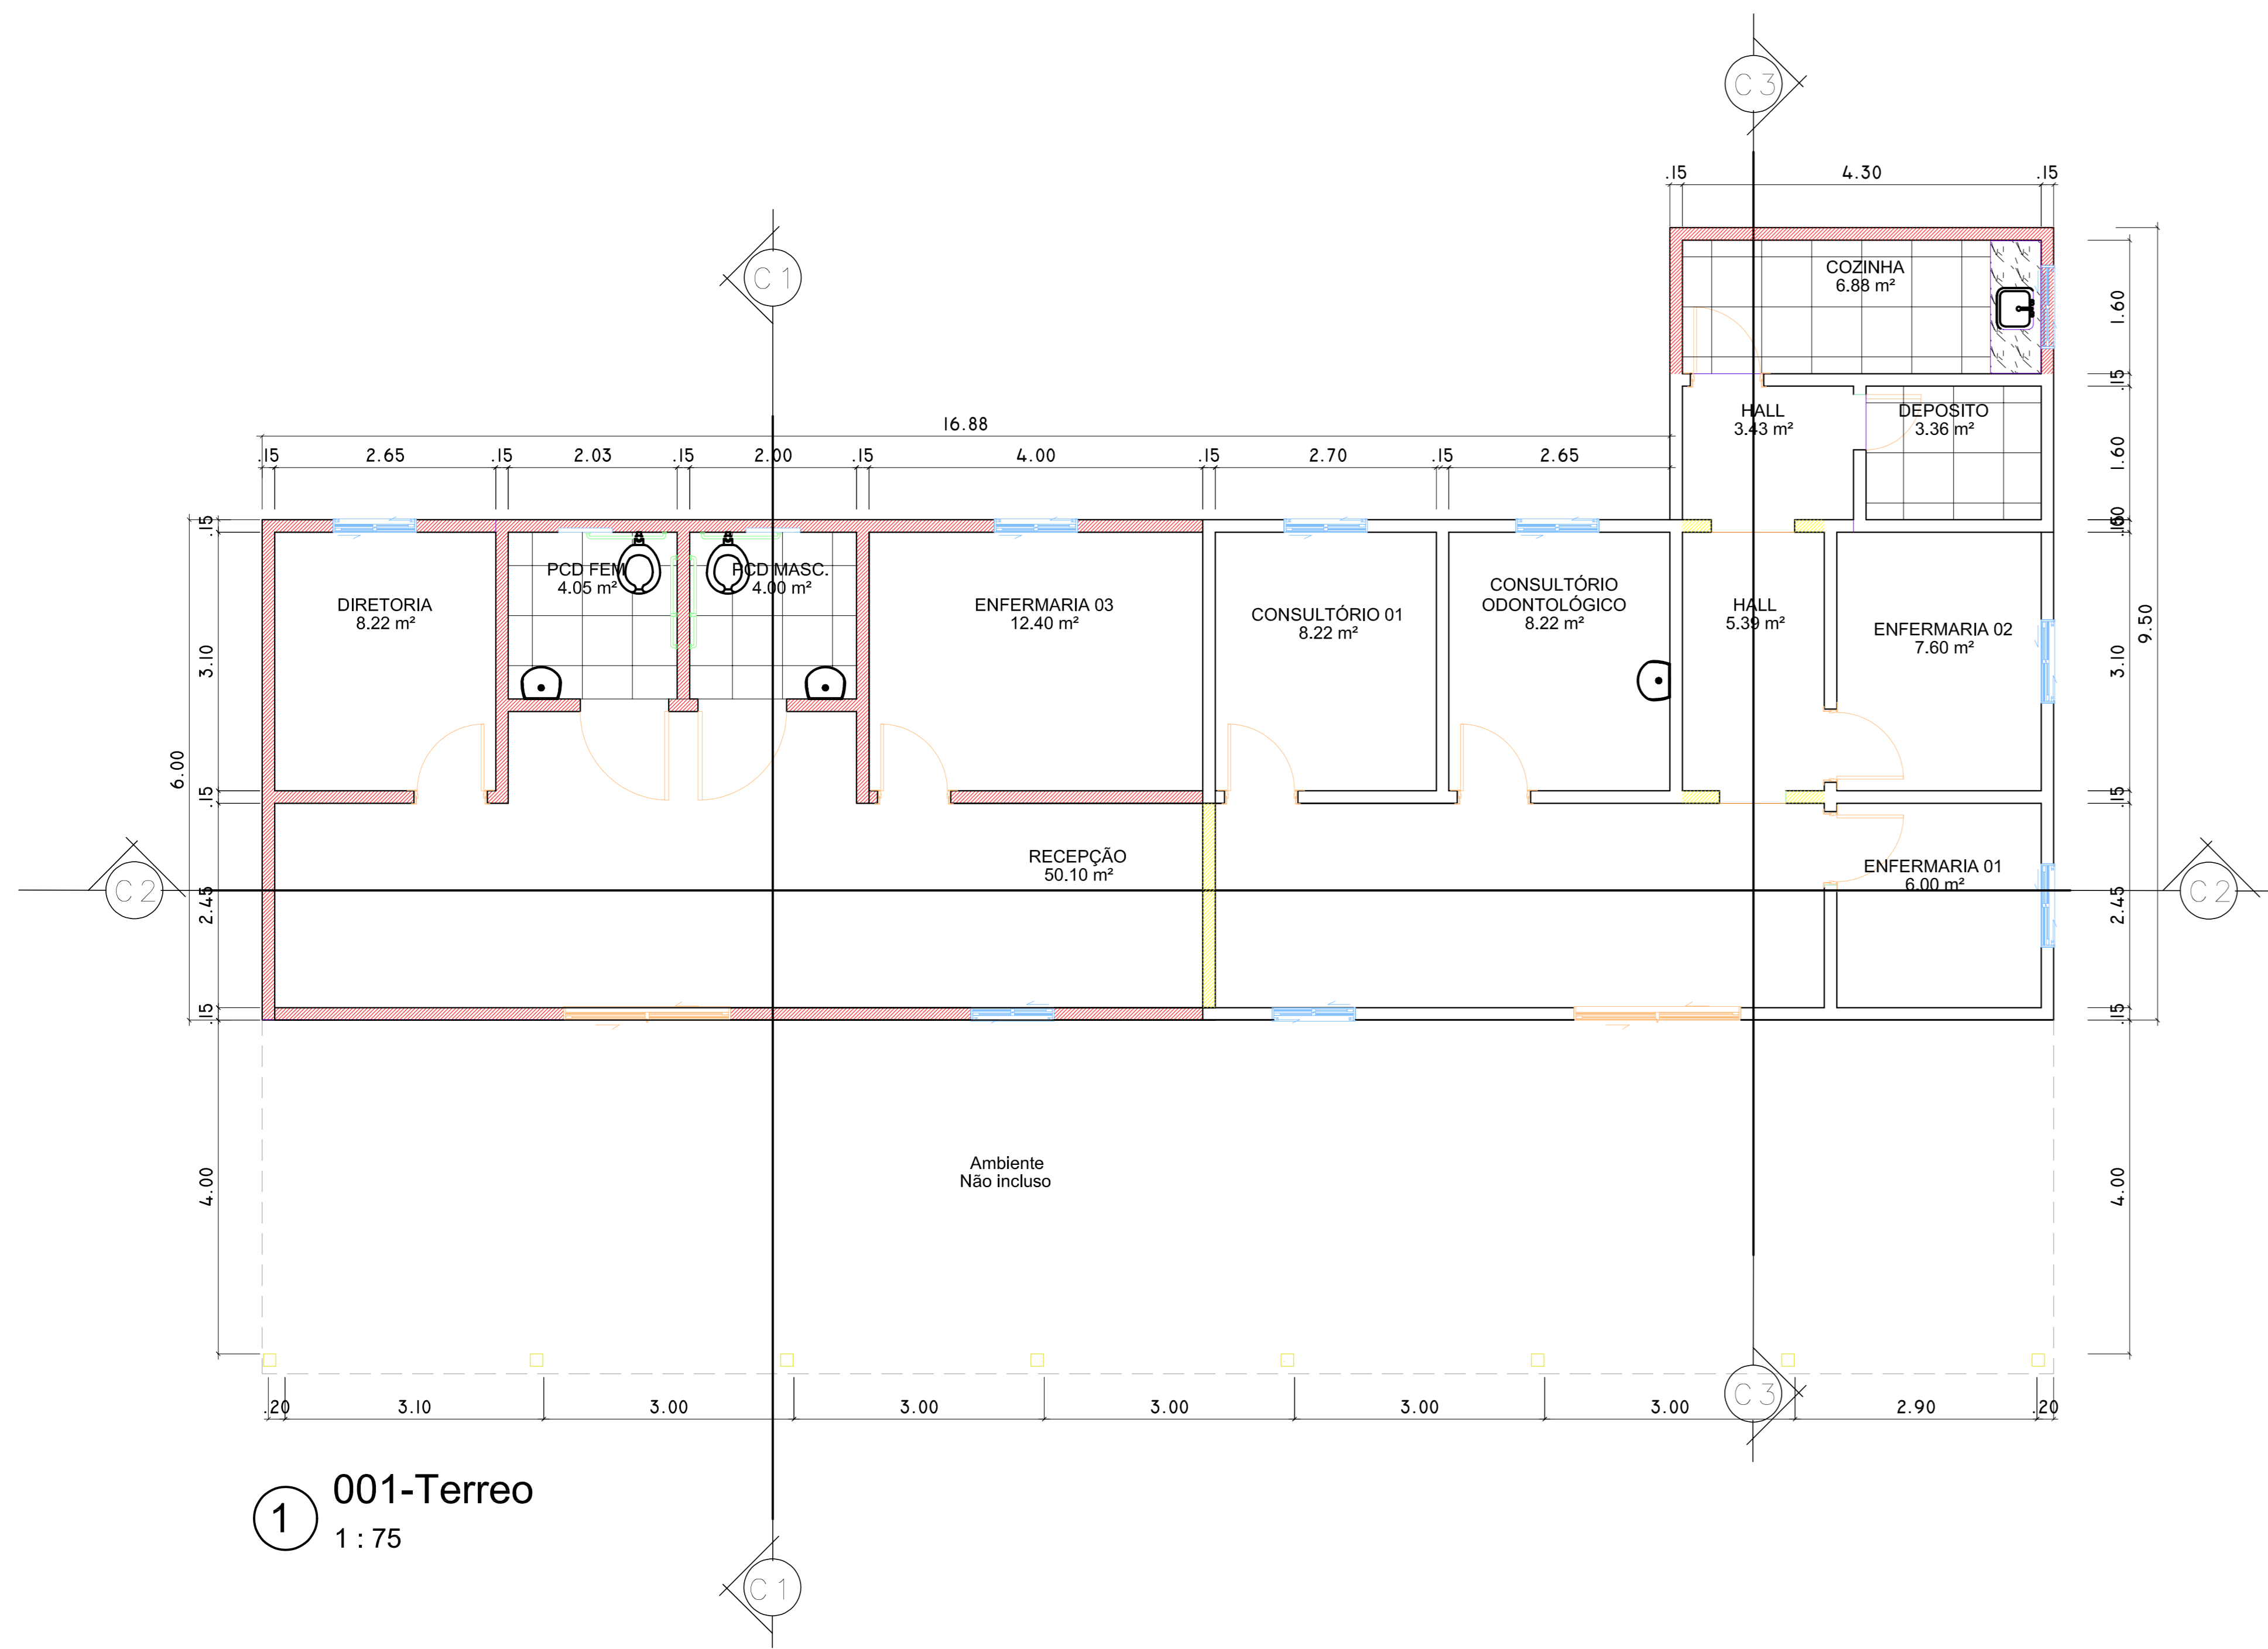 C3
.15 4.30 .15
C1
COZINHA
6.88 m²
1.60
.15
HALL
3.43 m²
DEPOSITO
3.36 m²
1.60
16.88
.15 2.65 .15 2.03 .15 2.00 .15 4.00 .15 2.70 .15 2.65
.15
PCD FEM
4.05 m²
PCD MASC.
4.00 m²
DIRETORIA
8.22 m²
ENFERMARIA 03
12.40 m²
CONSULTÓRIO 01
8.22 m²
CONSULTÓRIO
ODONTOLÓGICO
8.22 m²
HALL
5.39 m²
ENFERMARIA 02
7.60 m²
3.10
3.10
9.50
6.00
.15
.15
RECEPÇÃO
50.10 m²
ENFERMARIA 01
6.00 m²
C2
2.45
2.45
C2
.15
.15
Ambiente
Não incluso
4.00
4.00
C3
.20 3.10 3.00 3.00 3.00 3.00 3.00 2.90 .20
1
001-Terreo
1 : 75
C1